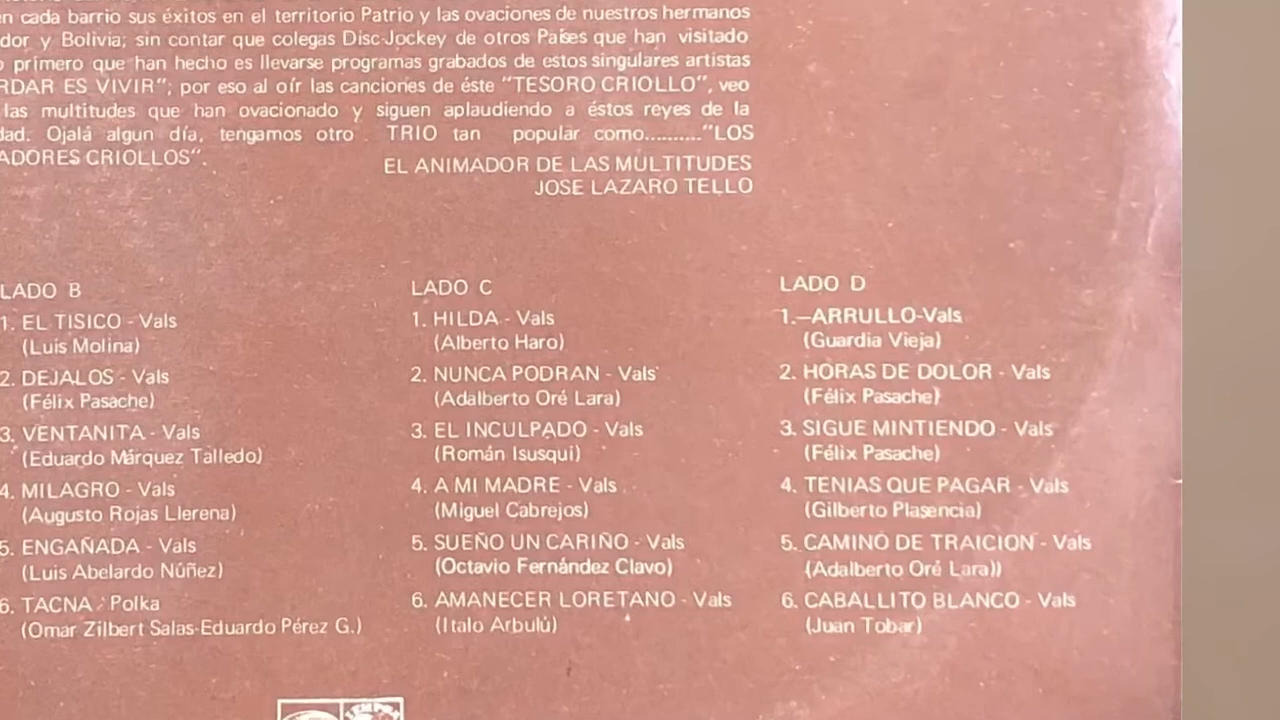 en cada barrio sus éxitos en el territorio Patrio y las ovaciones de nuestros hermanos
dor y Bolivia; sin contar que colegas Disc-Jockey de otros Países que han visitado
o primero que han hecho es llevarse programas grabados de estos singulares artistas
RDAR ES VIVIR"; por eso al oír las canciones de éste "TESORO CRIOLLO", veo
las multitudes que han ovacionado y siguen aplaudiendo a éstos reyes de la
dad. Ojalá algun día, tengamos otro TRIO tan popular como.........."LOS
ADORES CRIOLLOS".
EL ANIMADOR DE LAS MULTITUDES
JOSE LAZARO TELLO
LADO B
1. EL TISICO - Vals
(Luis Molina)
2. DEJALOS - Vals
(Félix Pasache)
3. VENTANITA - Vals
(Eduardo Márquez Talledo)
4. MILAGRO - Vals
(Augusto Rojas Llerena)
5. ENGAÑADA - Vals
(Luis Abelardo Núñez)
6. TACNA - Polka
(Omar Zilbert Salas-Eduardo Pérez G.)
LADO C
1. HILDA - Vals
(Alberto Haro)
2. NUNCA PODRAN - Vals
(Adalberto Oré Lara)
3. EL INCULPADO - Vals
(Román Isusqui)
4. A MI MADRE - Vals
(Miguel Cabrejos)
5. SUEÑO UN CARIÑO - Vals
(Octavio Fernández Clavo)
6. AMANECER LORETANO - Vals
(Italo Arbulù)
LADO D
1.—ARRULLO-Vals
(Guardia Vieja)
2. HORAS DE DOLOR - Vals
(Félix Pasache)
3. SIGUE MINTIENDO - Vals
(Félix Pasache)
4. TENIAS QUE PAGAR - Vals
(Gilberto Plasencia)
5. CAMINO DE TRAICION - Vals
(Adalberto Oré Lara))
6. CABALLITO BLANCO - Vals
(Juan Tobar)